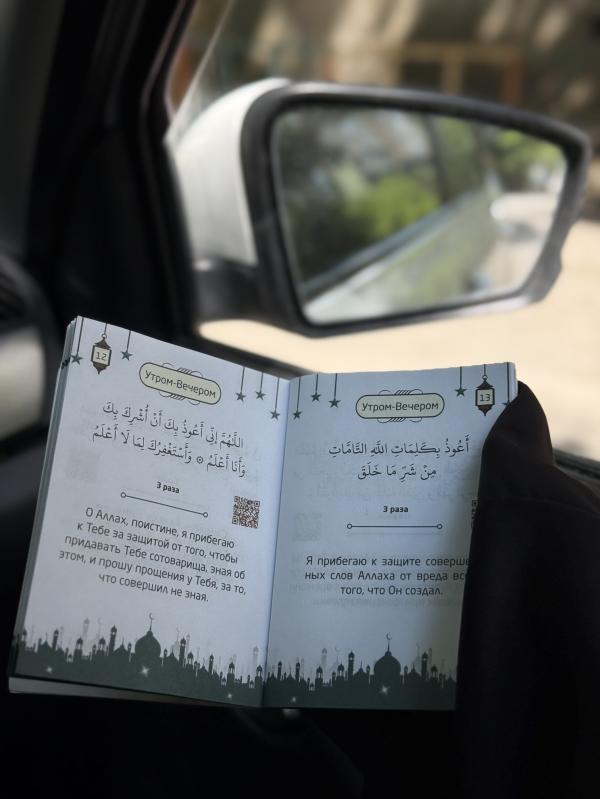 12
Утром-Вечером
اللَّهُمَّ إِنِّي أَعُوذُ بِكَ أَنْ أُشْرِكَ بِكَ
وَأَنَا أَعْلَمُ ۞ وَأَسْتَغْفِرُكَ لِمَا لَا أَعْلَمُ
3 раза
О Аллах, поистине, я прибегаю
к Тебе за защитой от того, чтобы
придавать Тебе сотоварища, зная об
этом, и прошу прощения у Тебя, за то,
что совершил не зная.
13
Утром-Вечером
أَعُوذُ بِكَلِمَاتِ اللَّهِ التَّامَّاتِ
مِنْ شَرِّ مَا خَلَقَ
3 раза
Я прибегаю к защите соверше
ных слов Аллаха от вреда все
того, что Он создал.